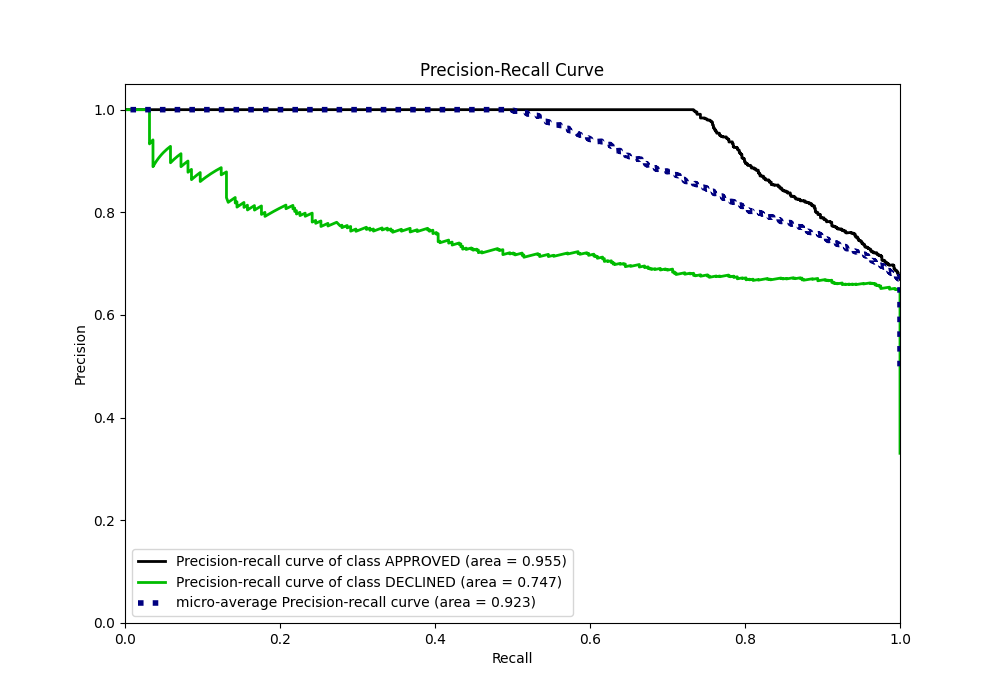 Precision-Recall Curve
1.0
0.8
0.6
0.4
0.2
0.0
Precision
Precision-recall curve of class APPROVED (area = 0.955)
Precision-recall curve of class DECLINED (area = 0.747)
micro-average Precision-recall curve (area = 0.923)
0.0 0.2 0.4 0.6 0.8 1.0
Recall